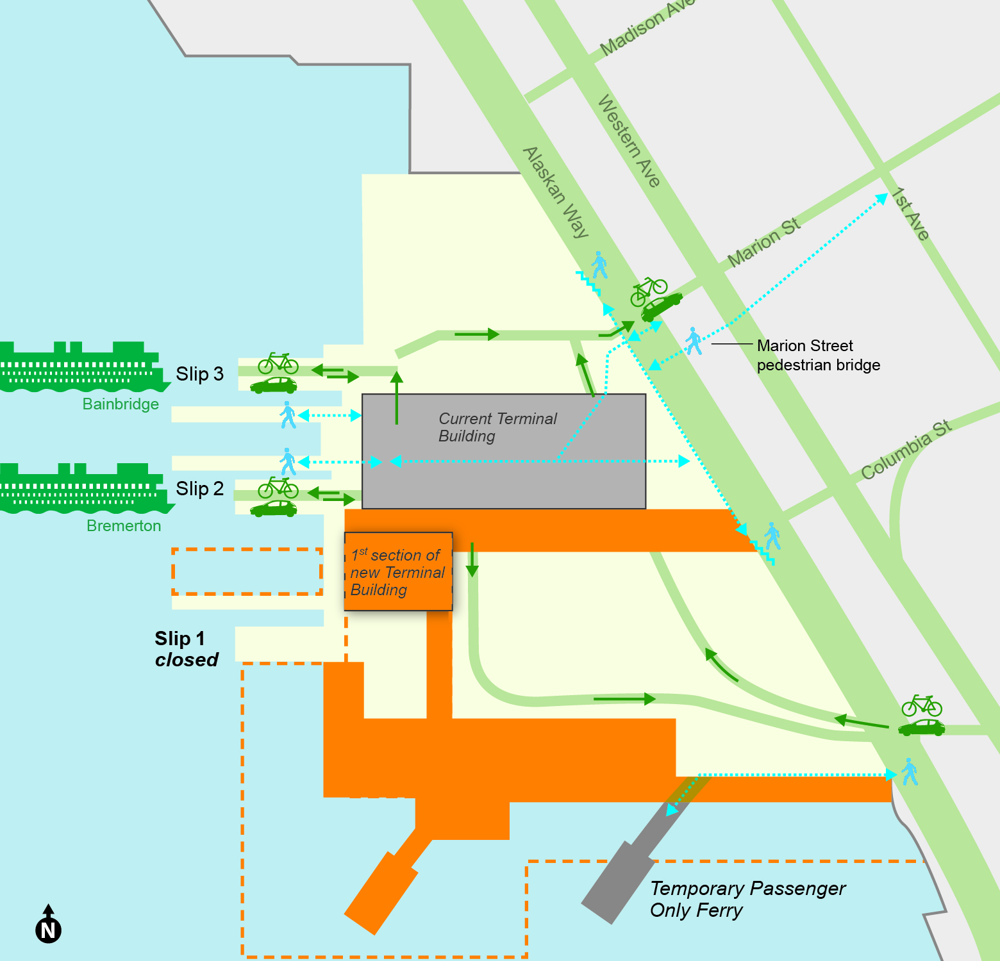 Madison Ave
Western Ave
Alaskan Way
1st Ave
Marion St
Marion Street
pedestrian bridge
Slip 3
Bainbridge
Current Terminal
Building
Columbia St
Slip 2
Bremerton
1st section of
new Terminal
Building
Slip 1
closed
Temporary Passenger
Only Ferry
N